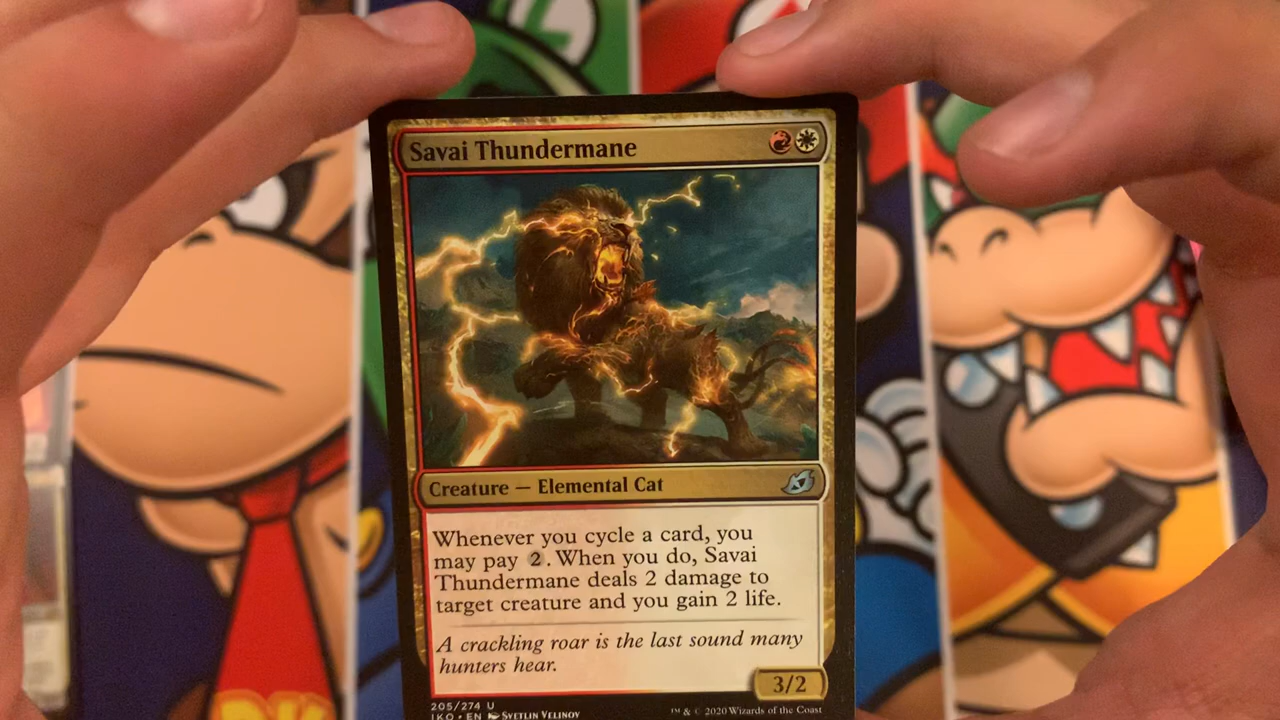 Savai Thundermane
Creature — Elemental Cat
Whenever you cycle a card, you
may pay 2. When you do, Savai
Thundermane deals 2 damage to
target creature and you gain 2 life.
A crackling roar is the last sound many
hunters hear.
3/2
205/274 U
IKO • EN Svetlin Velinov
™ & © 2020 Wizards of the Coast
L
DK